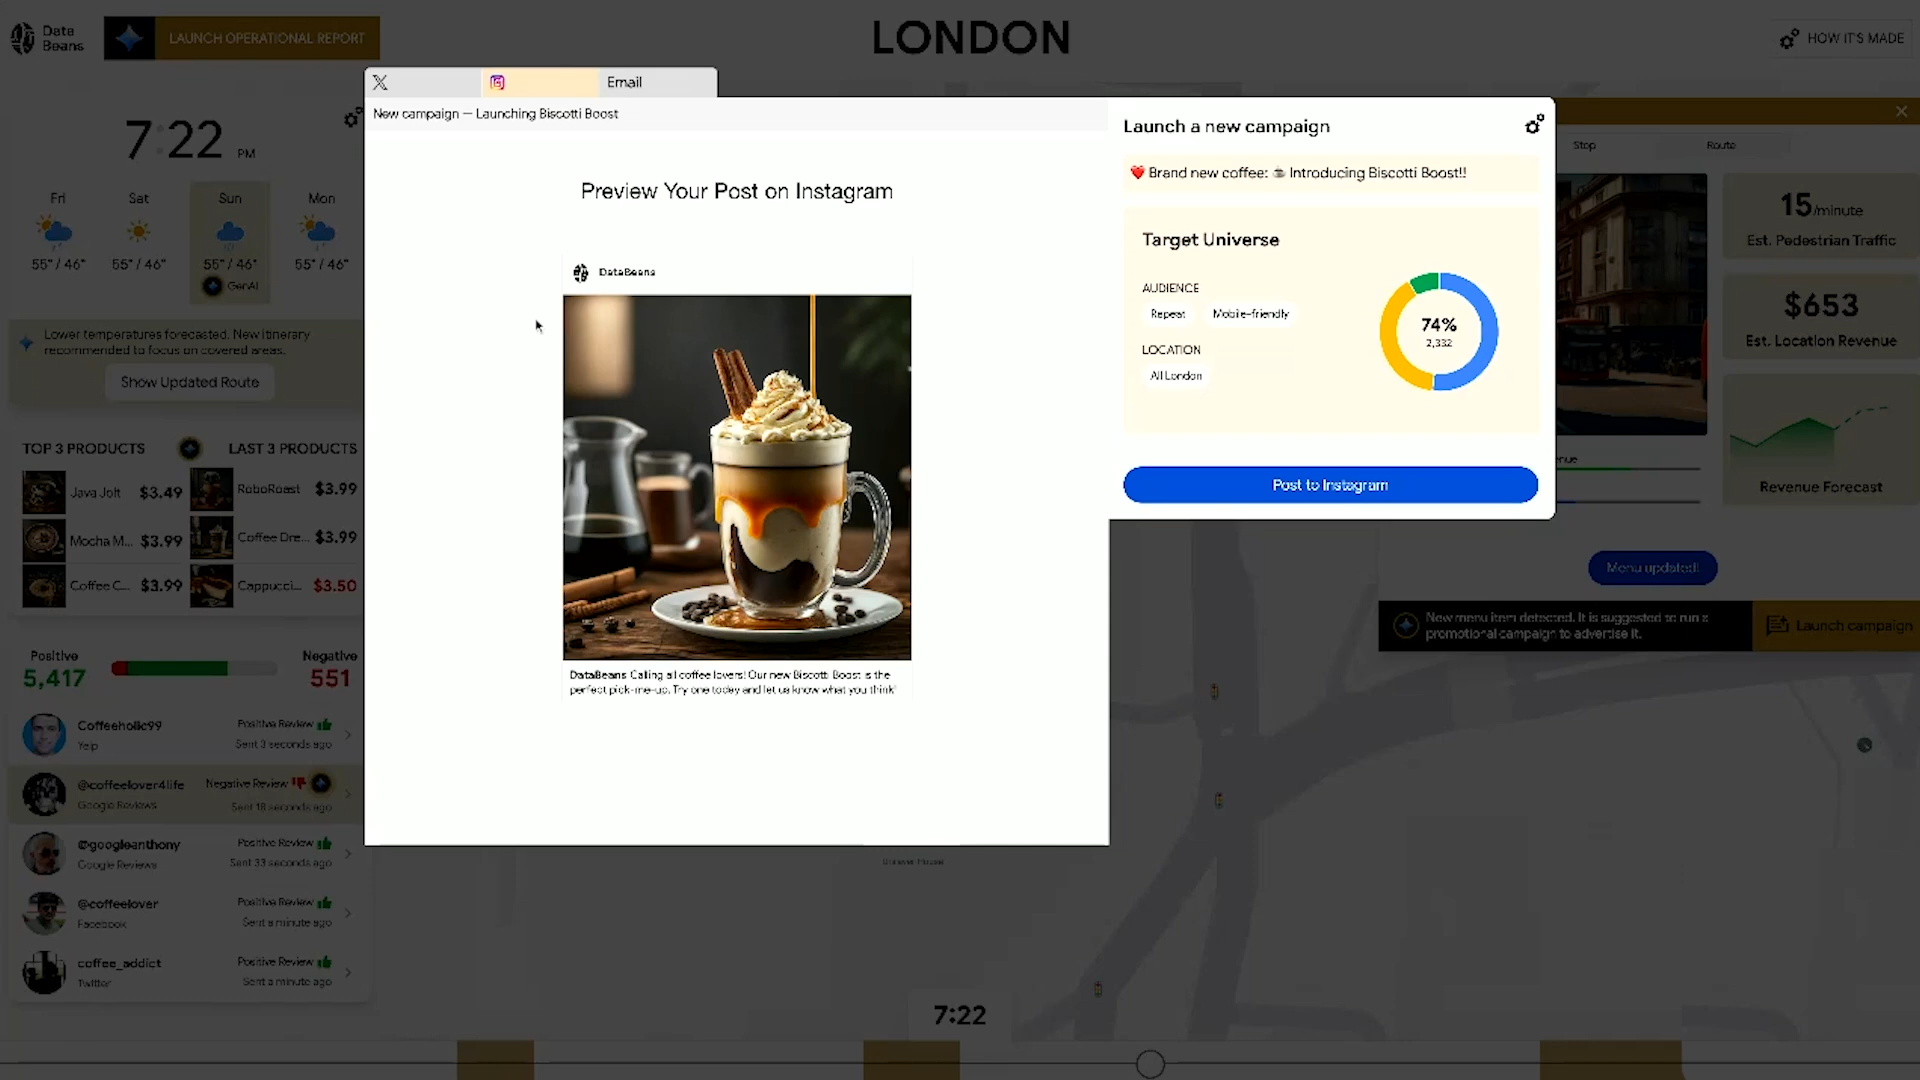 Data
Beans
LAUNCH OPERATIONAL REPORT
LONDON
HOW IT'S MADE
7:22 PM
Fri
Sat
Sun
Mon
55° / 46°
55° / 46°
55° / 46°
55° / 46°
GenAI
Lower temperatures forecasted. New itinerary
recommended to focus on covered areas.
Show Updated Route
TOP 3 PRODUCTS
LAST 3 PRODUCTS
Java Jolt $3.49
RoboRoast $3.99
Mocha M... $3.99
Coffee Dre... $3.99
Coffee C... $3.99
Cappucci... $3.50
Positive
5,417
Negative
551
Coffeeholic99
Yelp
Positive Review
Sent 3 seconds ago
@coffeelover4life
Google Reviews
Negative Review
Sent 18 seconds ago
@googleanthony
Google Reviews
Positive Review
Sent 33 seconds ago
@coffeelover
Facebook
Positive Review
Sent a minute ago
coffee_addict
Twitter
Positive Review
Sent a minute ago
Email
New campaign — Launching Biscotti Boost
Preview Your Post on Instagram
DataBeans
DataBeans Calling all coffee lovers! Our new Biscotti Boost is the
perfect pick-me-up. Try one today and let us know what you think!
Launch a new campaign
❤️ Brand new coffee: ☕ Introducing Biscotti Boost!!
Target Universe
AUDIENCE
Repeat
Mobile-friendly
LOCATION
All London
74%
2,332
Post to Instagram
Stop
Route
15/minute
Est. Pedestrian Traffic
$653
Est. Location Revenue
Revenue Forecast
Menu updated!
New menu item detected. It is suggested to run a
promotional campaign to advertise it.
Launch campaign
7:22